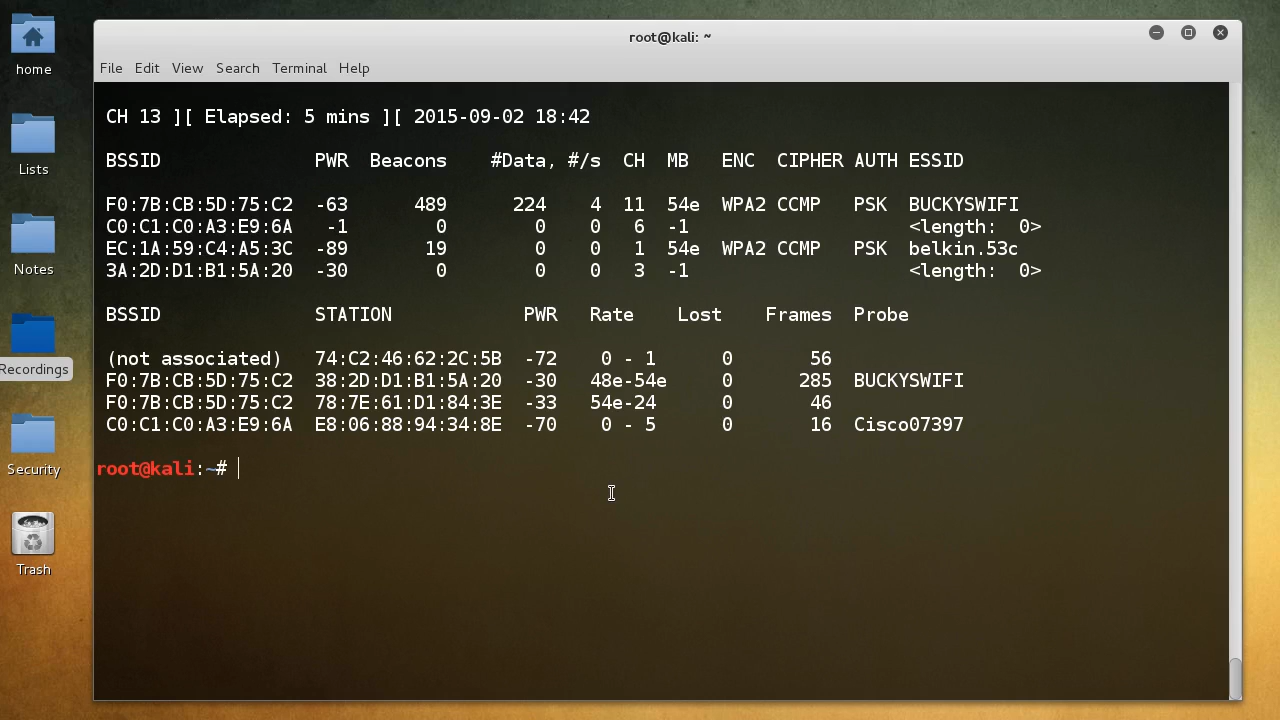 root@kali: ~
File Edit View Search Terminal Help
home
Lists
Notes
Recordings
Security
Trash
CH 13 ][ Elapsed: 5 mins ][ 2015-09-02 18:42
BSSID PWR Beacons #Data, #/s CH MB ENC CIPHER AUTH ESSID
F0:7B:CB:5D:75:C2 -63 489 224 4 11 54e WPA2 CCMP PSK BUCKYSWIFI
C0:C1:C0:A3:E9:6A -1 0 0 0 6 -1 <length: 0>
EC:1A:59:C4:A5:3C -89 19 0 0 1 54e WPA2 CCMP PSK belkin.53c
3A:2D:D1:B1:5A:20 -30 0 0 0 3 -1 <length: 0>
BSSID STATION PWR Rate Lost Frames Probe
(not associated) 74:C2:46:62:2C:5B -72 0 - 1 0 56
F0:7B:CB:5D:75:C2 38:2D:D1:B1:5A:20 -30 48e-54e 0 285 BUCKYSWIFI
F0:7B:CB:5D:75:C2 78:7E:61:D1:84:3E -33 54e-24 0 46
C0:C1:C0:A3:E9:6A E8:06:88:94:34:8E -70 0 - 5 0 16 Cisco07397
root@kali:~#